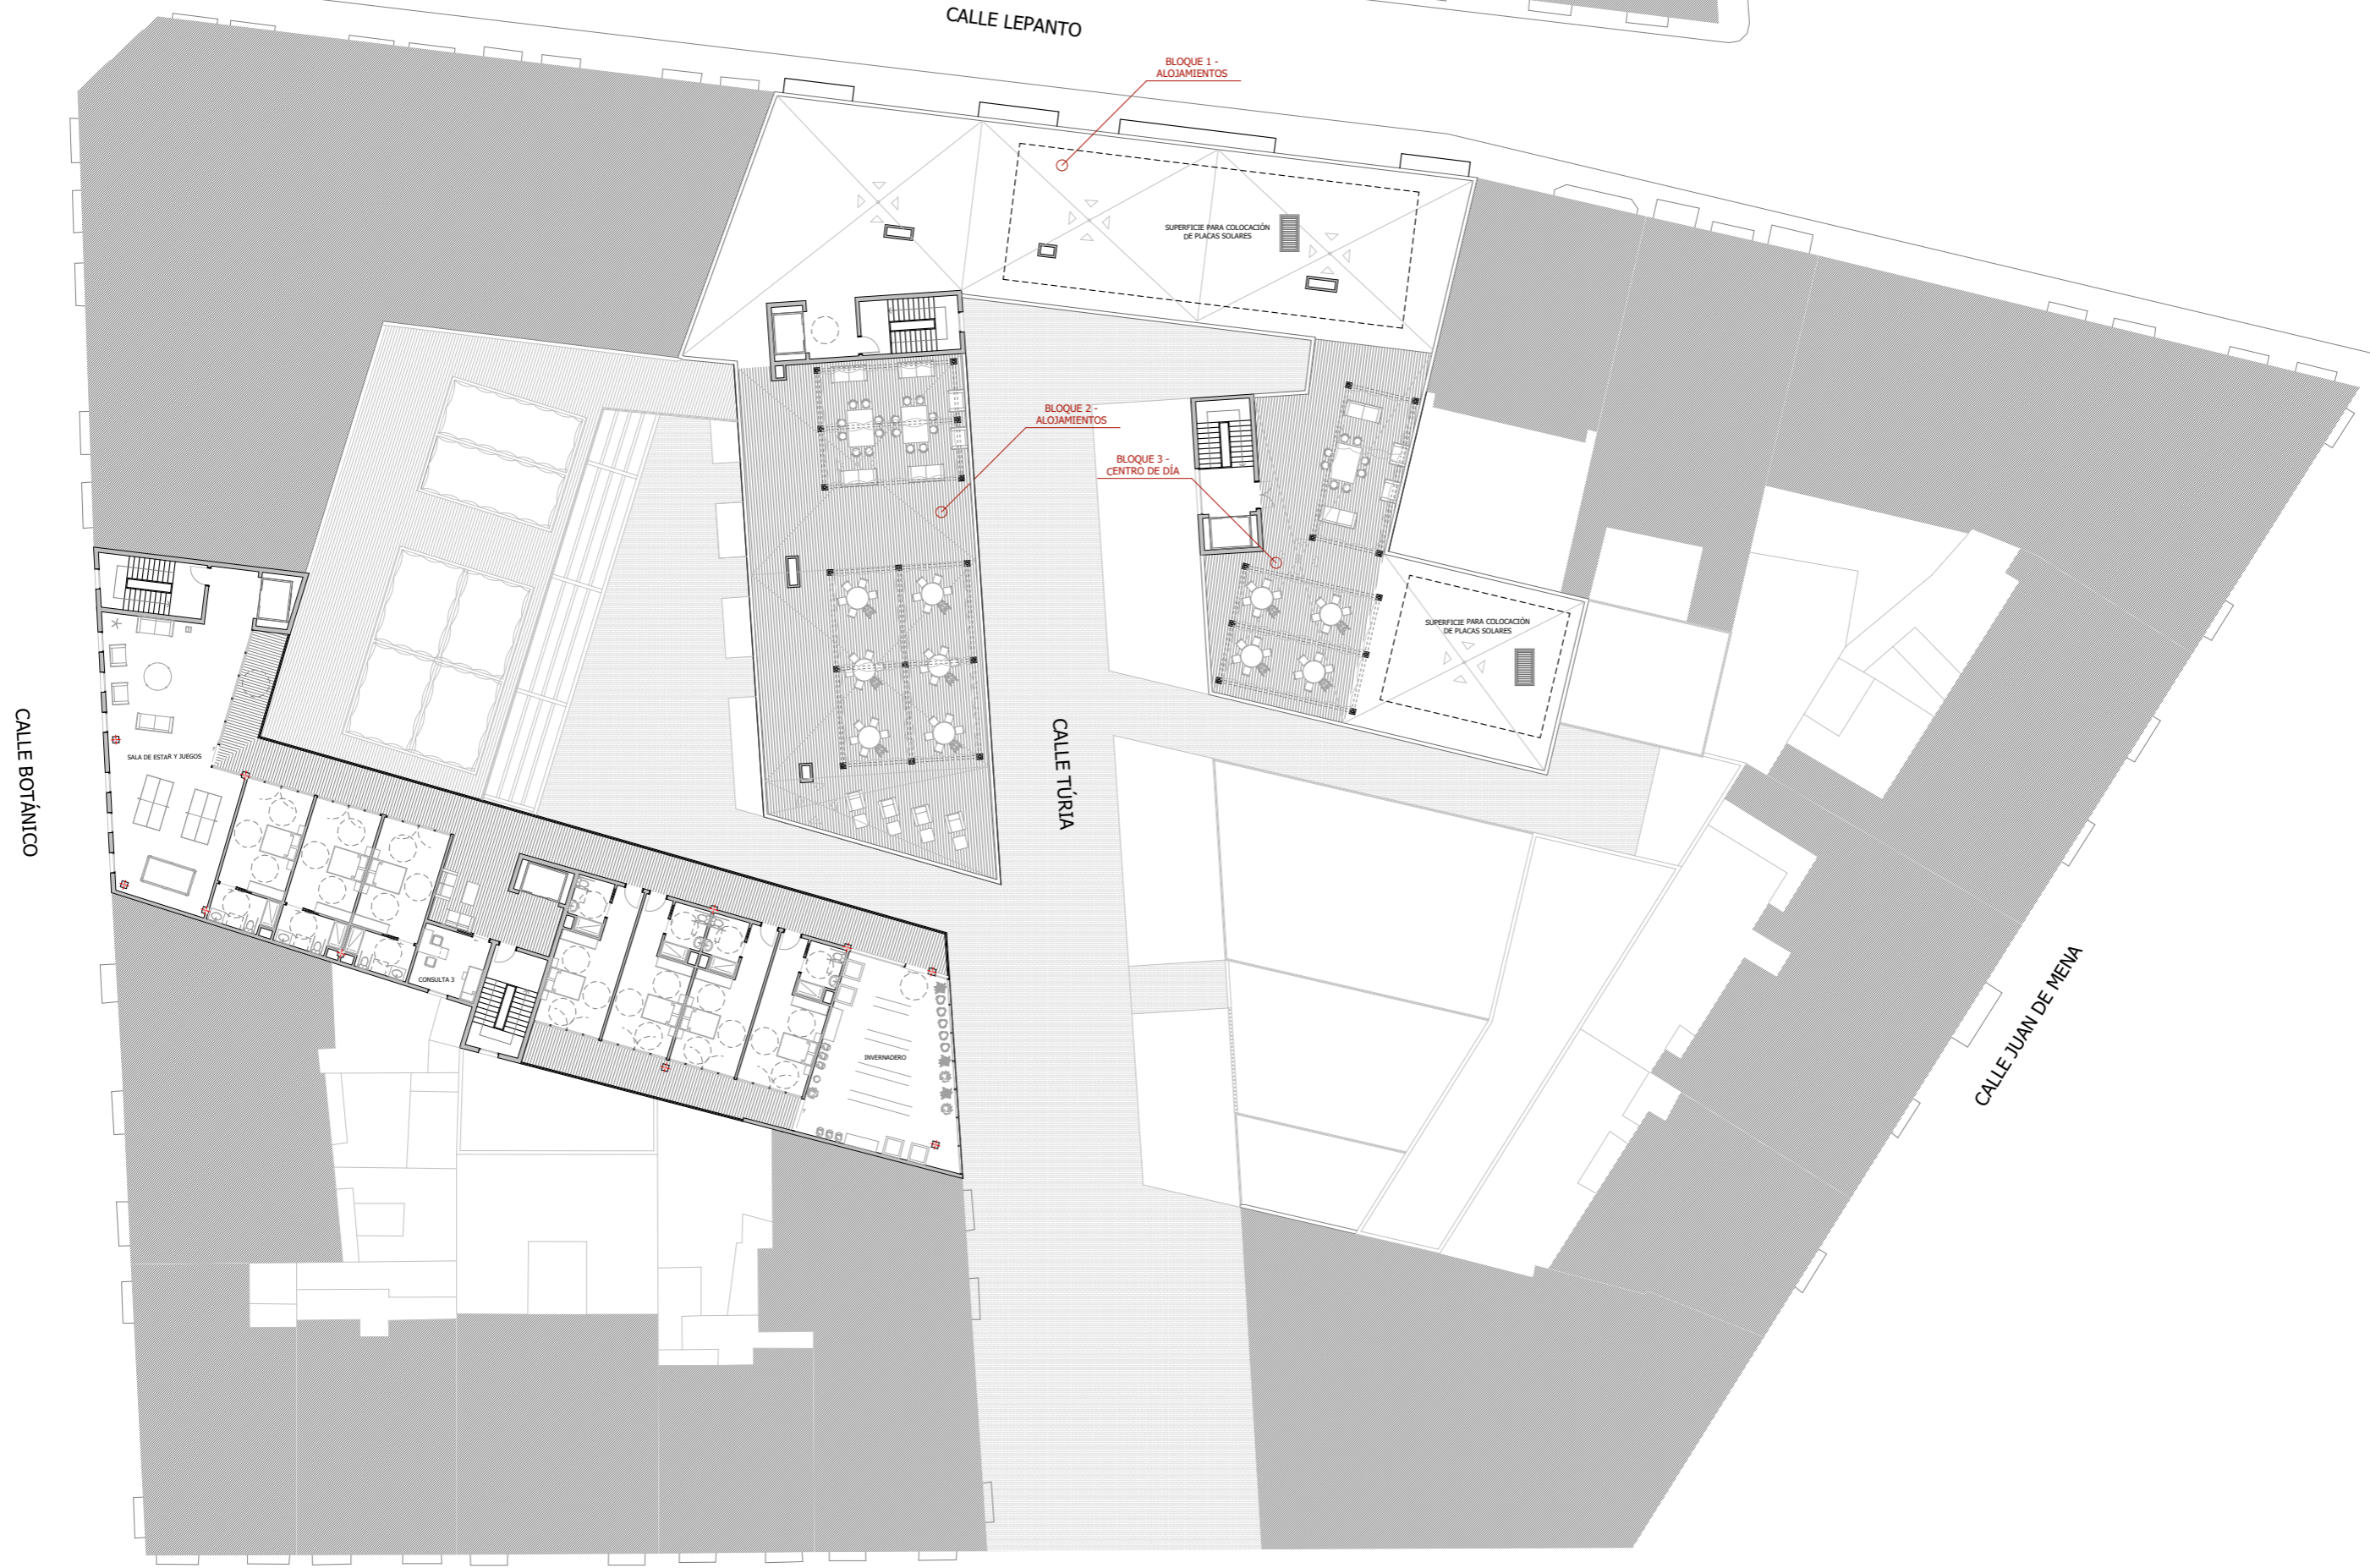 CALLE LEPANTO
BLOQUE 1 -
ALOJAMIENTOS
SUPERFICIE PARA COLOCACIÓN
DE PLACAS SOLARES
BLOQUE 2 -
ALOJAMIENTOS
BLOQUE 3 -
CENTRO DE DÍA
SUPERFICIE PARA COLOCACIÓN
DE PLACAS SOLARES
CALLE BOTÁNICO
SALA DE ESTAR Y JUEGOS
CALLE TÚRIA
CONSULTA 3
INVERNADERO
CALLE JUAN DE MENA